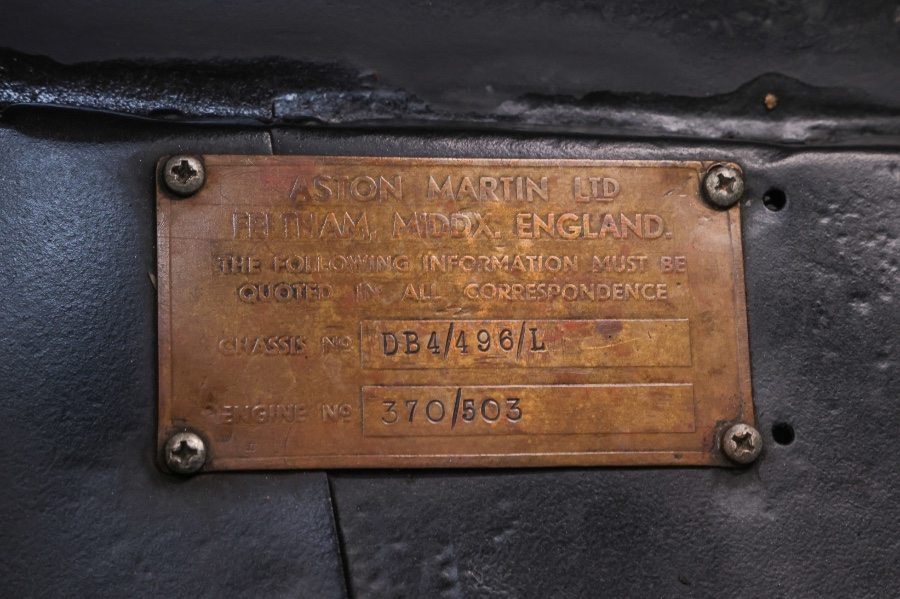 ASTON MARTIN LTD
FELTHAM, MIDDX. ENGLAND.
THE FOLLOWING INFORMATION MUST BE
QUOTED IN ALL CORRESPONDENCE
CHASSIS No DB4/496/L
ENGINE No 370/503